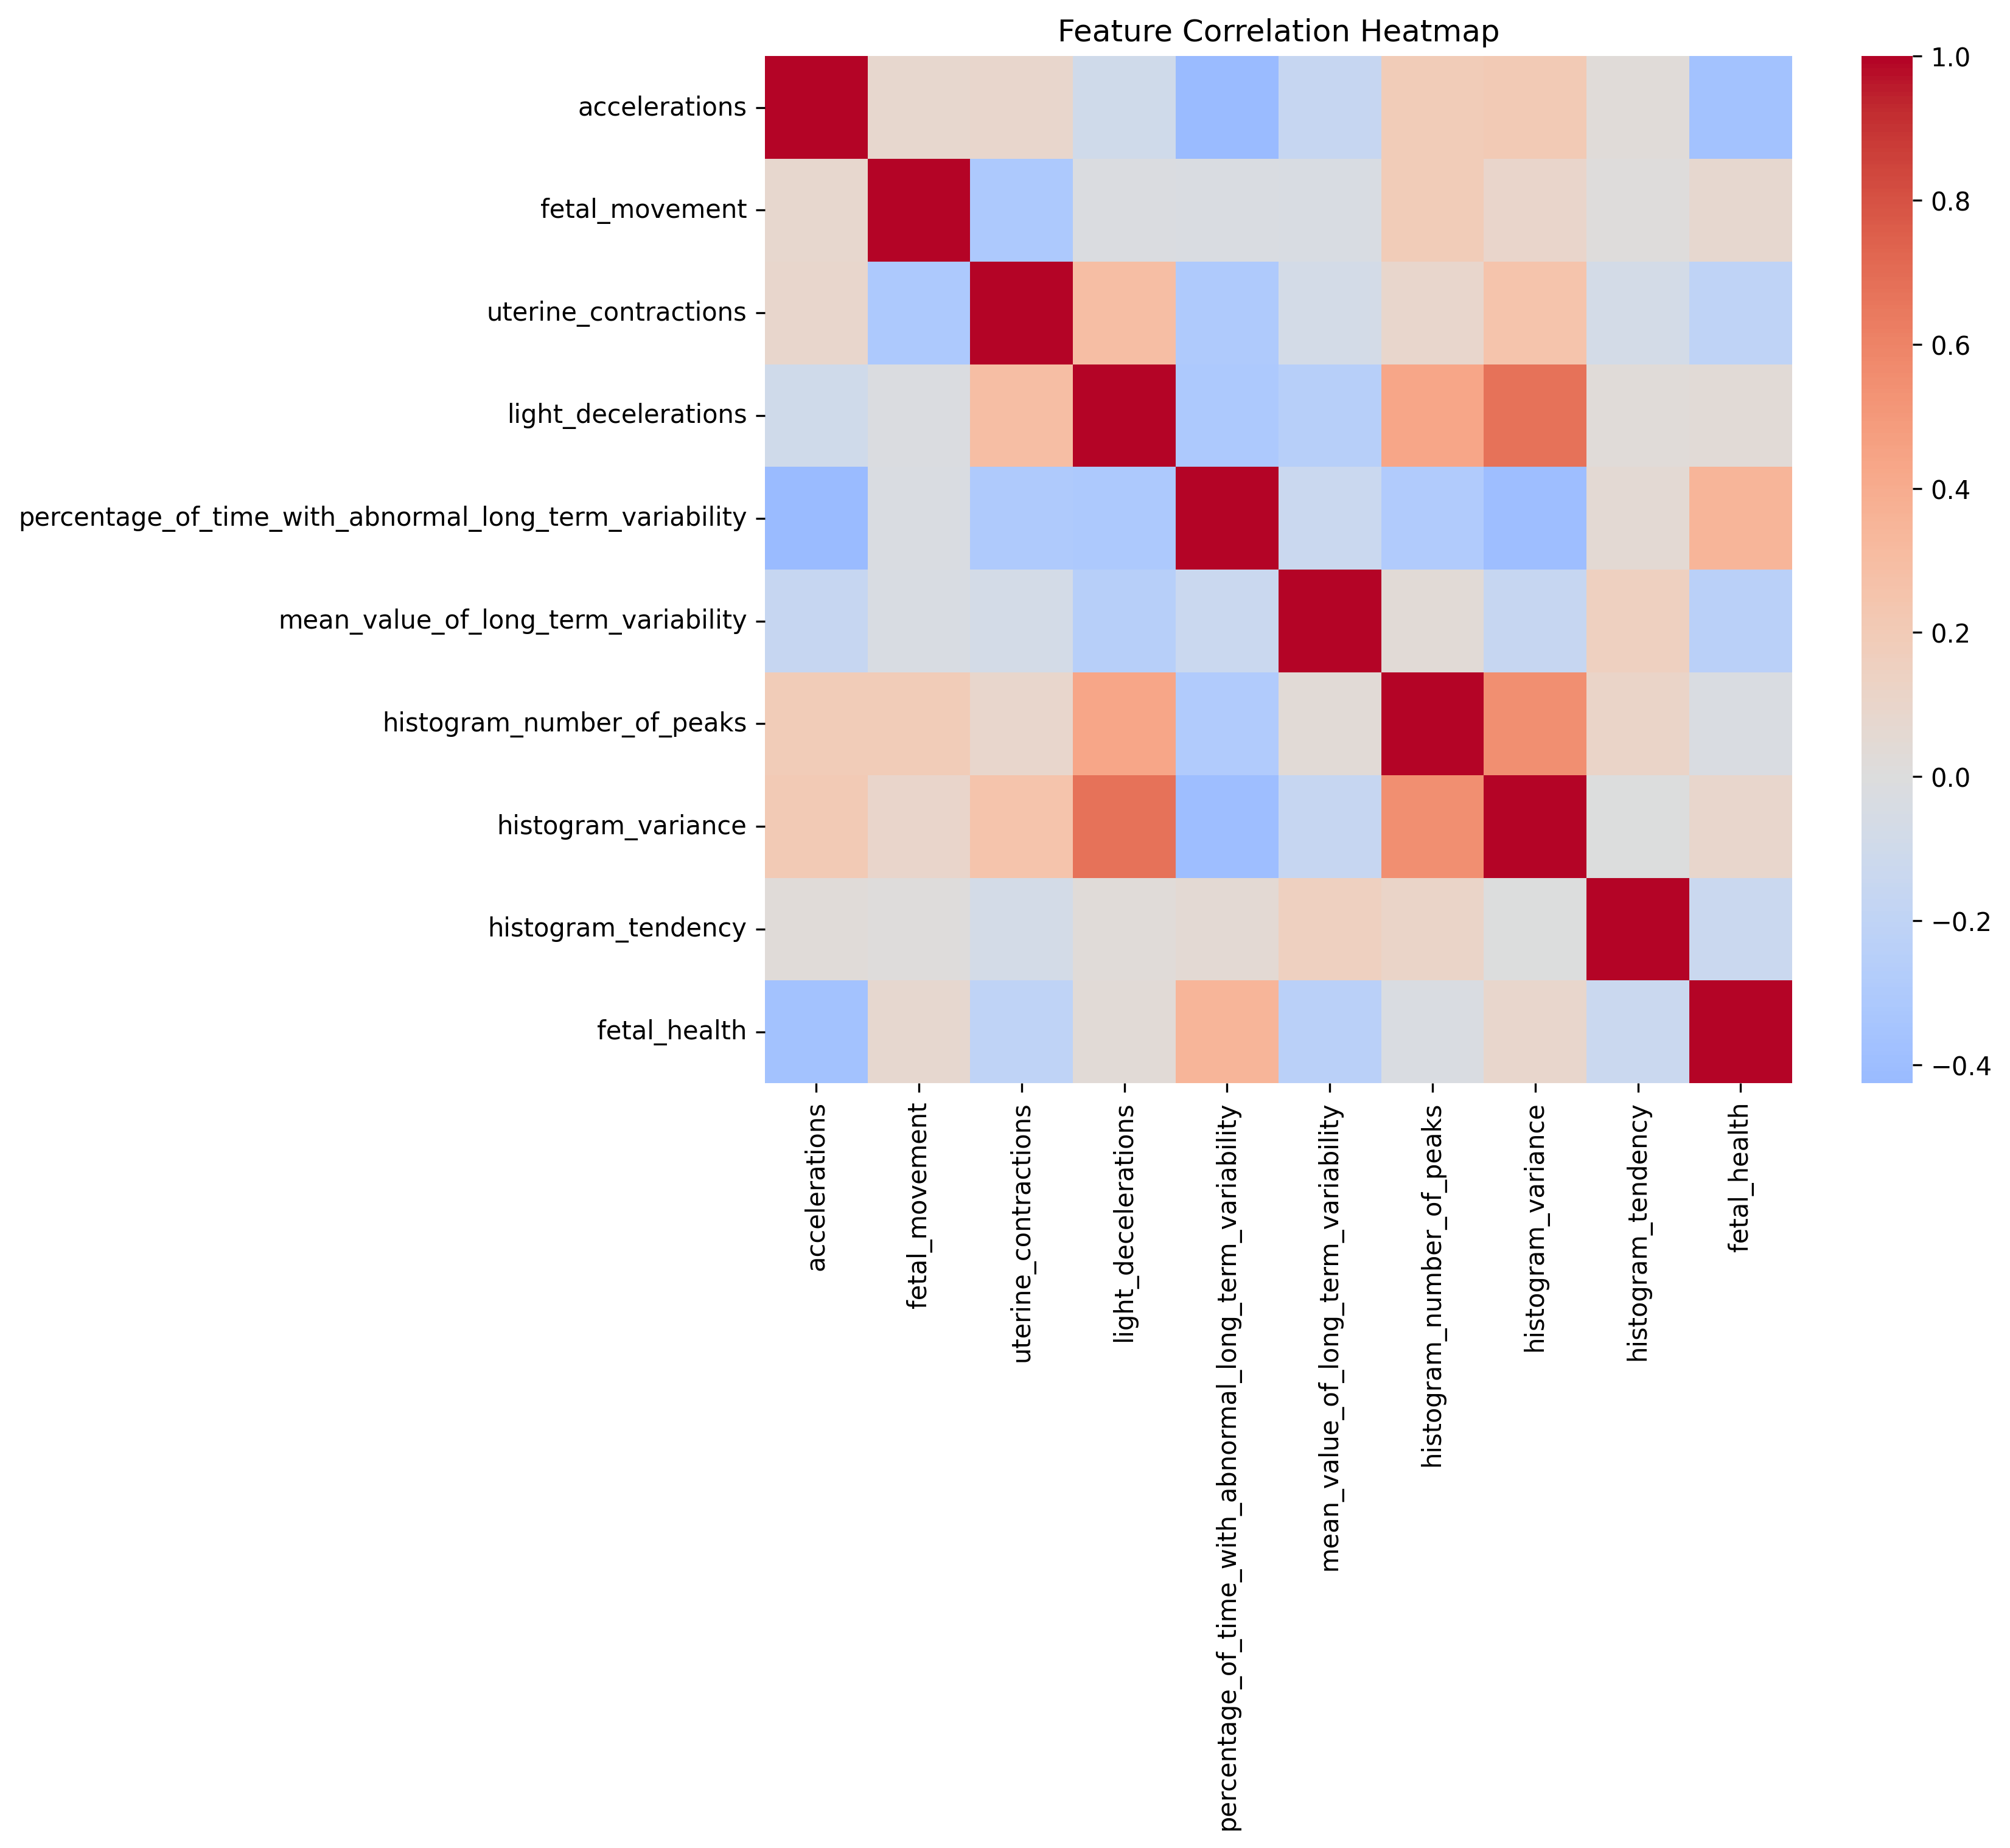 Feature Correlation Heatmap
accelerations
fetal_movement
uterine_contractions
light_decelerations
percentage_of_time_with_abnormal_long_term_variability
mean_value_of_long_term_variability
histogram_number_of_peaks
histogram_variance
histogram_tendency
fetal_health
accelerations
fetal_movement
uterine_contractions
light_decelerations
percentage_of_time_with_abnormal_long_term_variability
mean_value_of_long_term_variability
histogram_number_of_peaks
histogram_variance
histogram_tendency
fetal_health
1.0
0.8
0.6
0.4
0.2
0.0
−0.2
−0.4